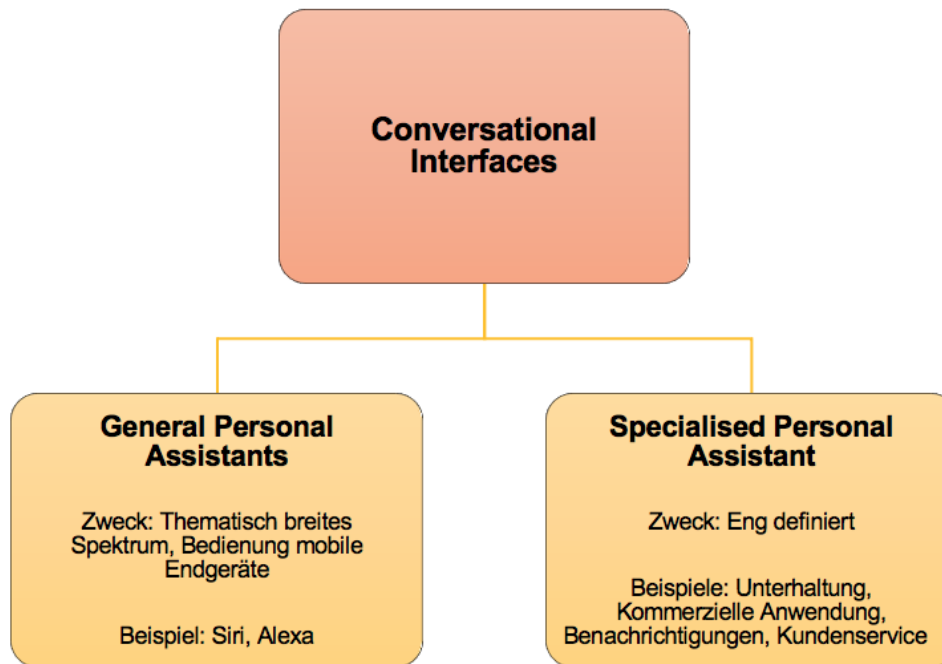 Conversational
Interfaces
General Personal
Assistants
Zweck: Thematisch breites
Spektrum, Bedienung mobile
Endgeräte
Beispiel: Siri, Alexa
Specialised Personal
Assistant
Zweck: Eng definiert
Beispiele: Unterhaltung,
Kommerzielle Anwendung,
Benachrichtigungen, Kundenservice